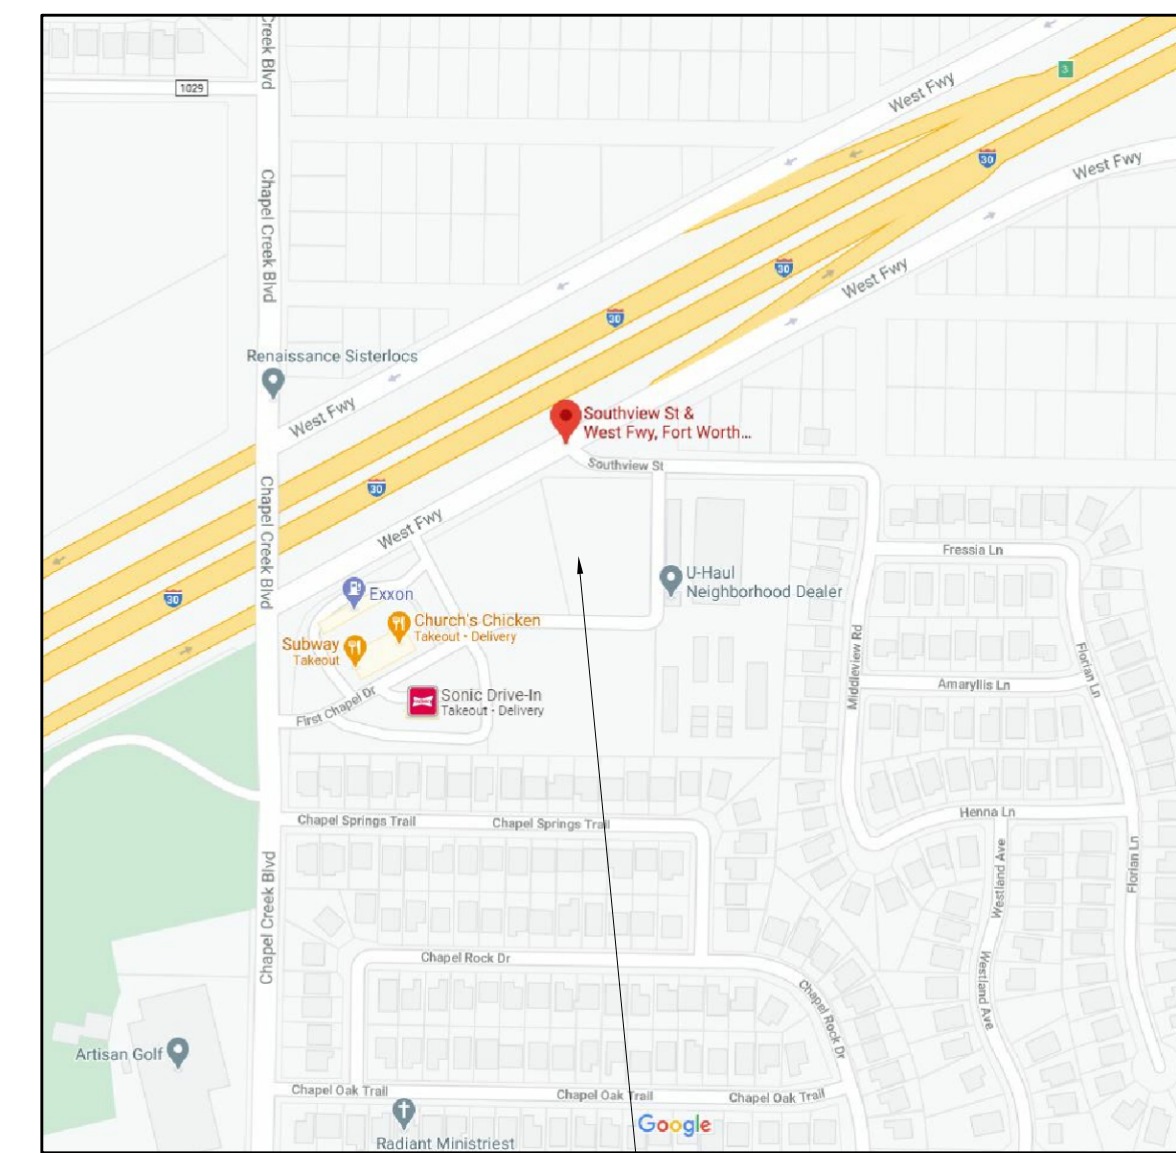 Creek Blvd
1029
3
West Fwy
30
West Fwy
Chapel Creek Blvd
30
West Fwy
30
Renaissance Sisterlocs
West Fwy
Southview St &
West Fwy, Fort Worth...
Southview St
30
Chapel Creek Blvd
West Fwy
Fressia Ln
U-Haul
Neighborhood Dealer
Exxon
30
Church's Chicken
Takeout • Delivery
Subway
Takeout
Middleview Rd
Florian Ln
Amaryllis Ln
Sonic Drive-In
Takeout • Delivery
First Chapel Dr
Henna Ln
Chapel Springs Trail
Chapel Springs Trail
Westland Ave
Florian Ln
Chapel Creek Blvd
Chapel Rock Dr
Westland Ave
Chapel Rock Dr
Artisan Golf
Chapel Oak Trail
Chapel Oak Trail
Chapel Oak Trail
Google
Radiant Ministriest